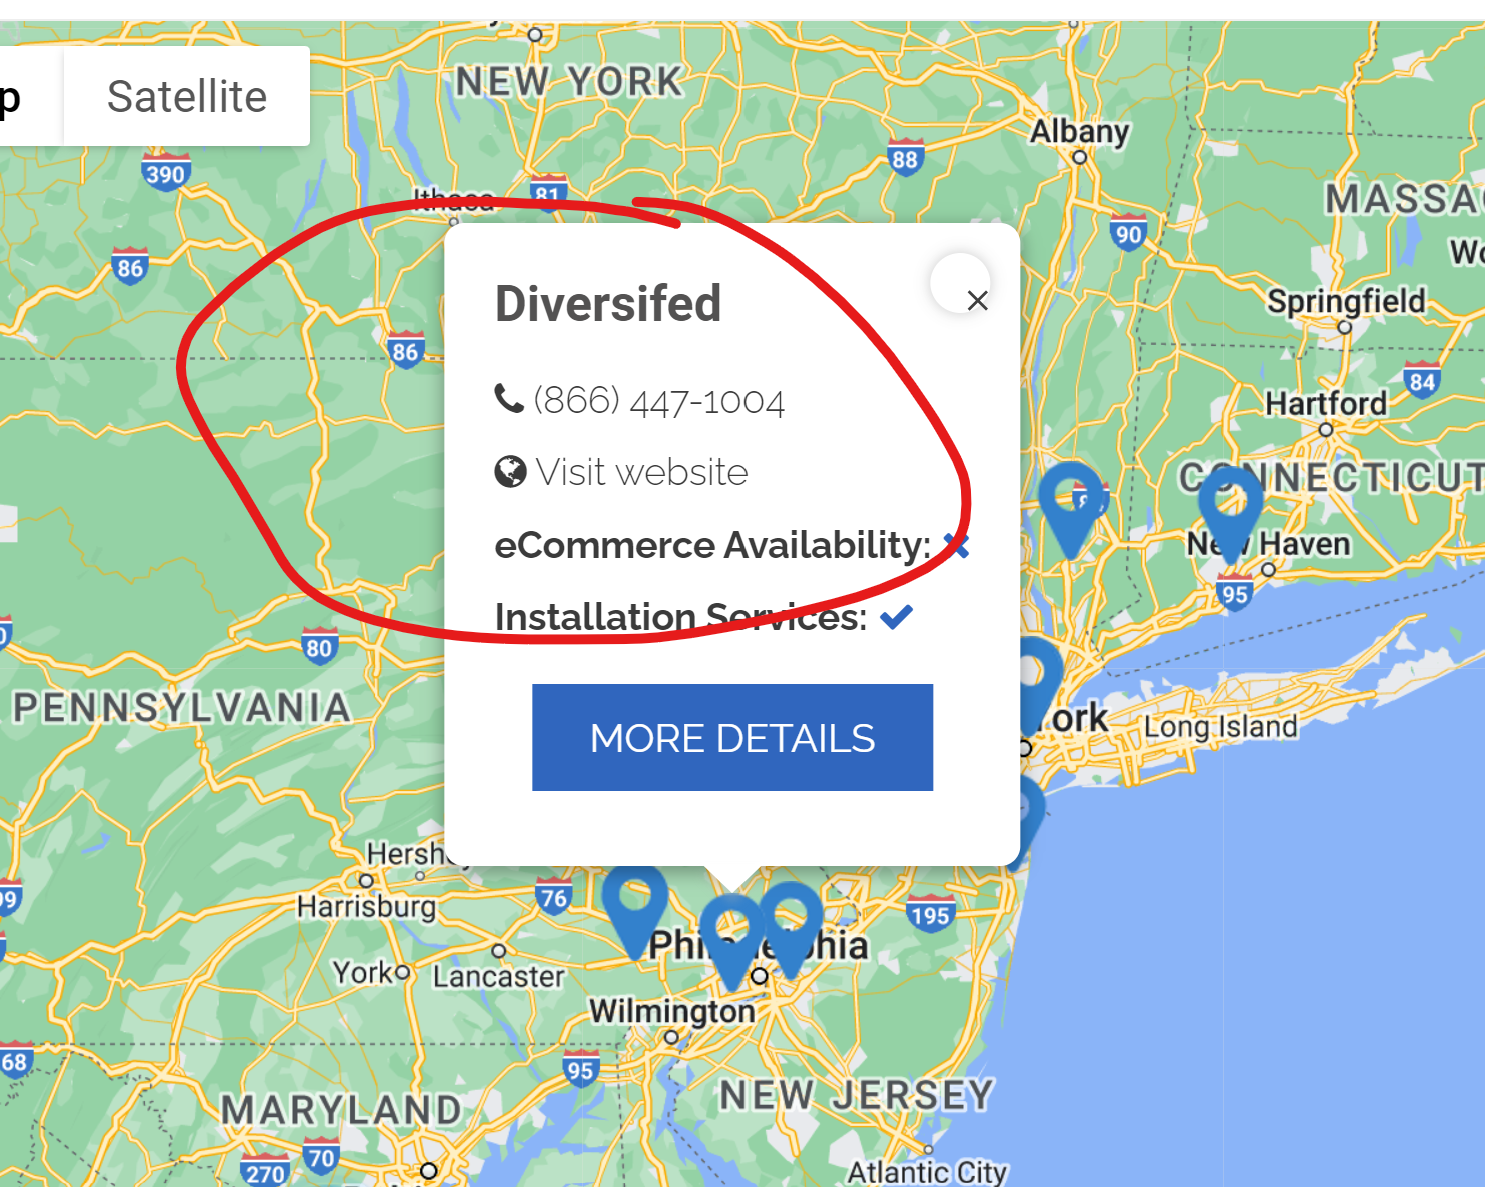 p Satellite
NEW YORK
Albany
390
Ithaca
81
88
MASSA
86
90
Wo
Springfield
Diversifed
86
84
Hartford
(866) 447-1004
Visit website
CONNECTICUT
eCommerce Availability:
New Haven
95
Installation Services:
80
PENNSYLVANIA
MORE DETAILS
ork
Long Island
Hersh
Harrisburg
76
195
99
Philadelphia
York
Lancaster
Wilmington
68
95
NEW JERSEY
MARYLAND
70
270
Atlantic City